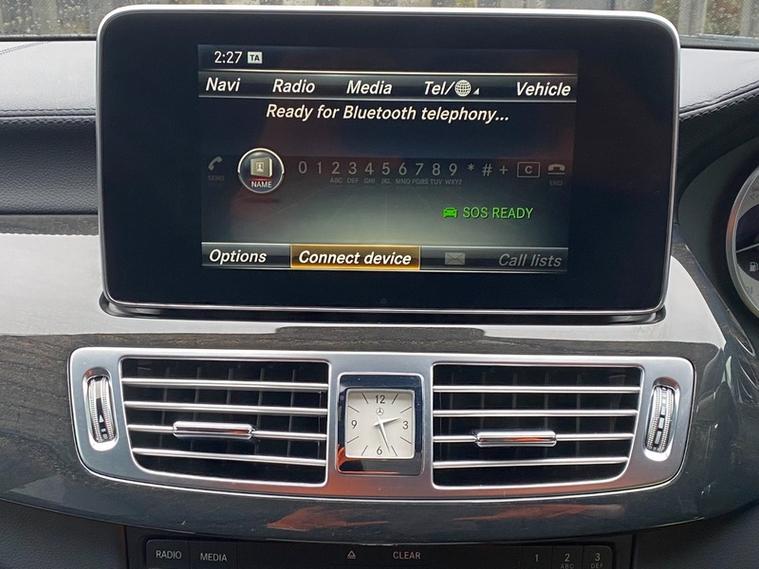 2:27 TA
Navi Radio Media Tel/ Vehicle
Ready for Bluetooth telephony...
0 1 2 3 4 5 6 7 8 9 * # + C
SEND NAME ABC DEF GHI JKL MNO PQRS TUV WXYZ END
SOS READY
Options Connect device Call lists
12
9 3
6
RADIO MEDIA CLEAR 1 2 3
ABC DEF